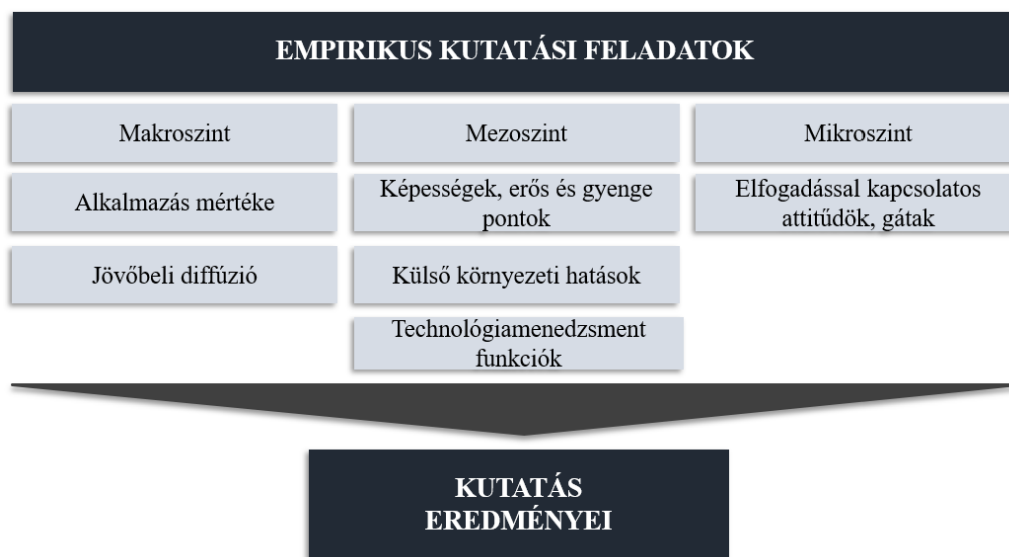 EMPIRIKUS KUTATÁSI FELADATOK
Makroszint
Mezoszint
Mikroszint
Alkalmazás mértéke
Képességek, erős és gyenge
pontok
Elfogadással kapcsolatos
attitűdök, gátak
Jövőbeli diffúzió
Külső környezeti hatások
Technológiamenedzsment
funkciók
KUTATÁS
EREDMÉNYEI